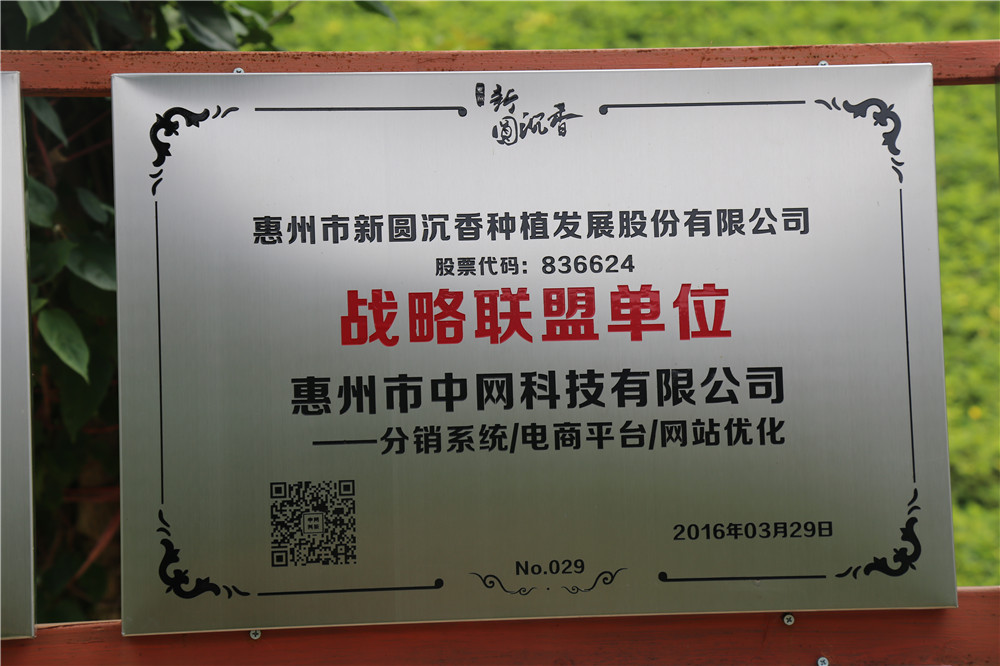 新
圆沉香
惠州市新圆沉香种植发展股份有限公司
股票代码：836624
战略联盟单位
惠州市中网科技有限公司
——分销系统/电商平台/网站优化
2016年03月29日
No.029